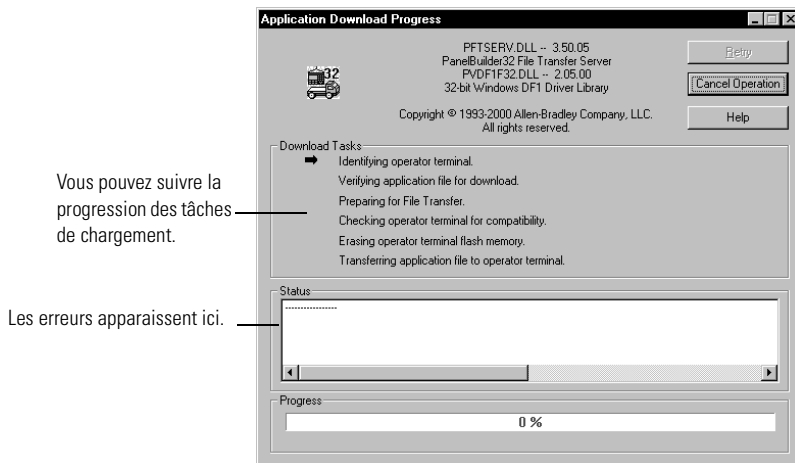 Application Download Progress
PFTSERV.DLL -- 3.50.05
PanelBuilder32 File Transfer Server
PVDF1F32.DLL -- 2.05.00
32-bit Windows DF1 Driver Library
32
Copyright © 1993-2000 Allen-Bradley Company, LLC.
All rights reserved.
Retry
Cancel Operation
Help
Download Tasks
Identifying operator terminal.
Verifying application file for download.
Preparing for File Transfer.
Checking operator terminal for compatibility.
Erasing operator terminal flash memory.
Transferring application file to operator terminal.
Vous pouvez suivre la
progression des tâches
de chargement.
Status
----------------
Les erreurs apparaissent ici.
Progress
0 %